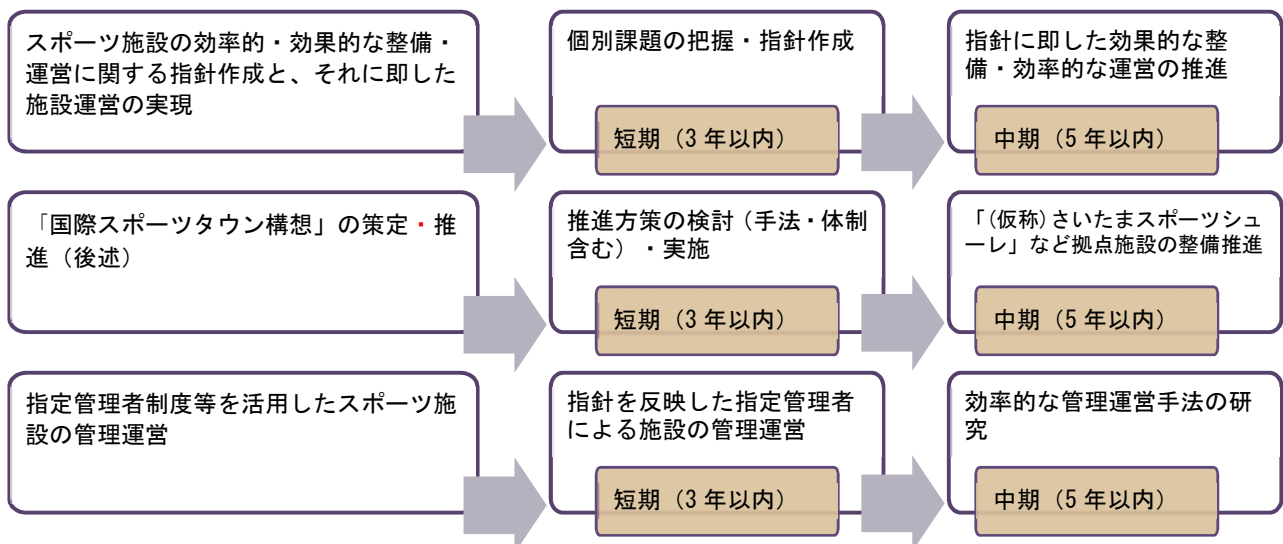 スポーツ施設の効率的・効果的な整備・
運営に関する指針作成と、それに即した
施設運営の実現
個別課題の把握・指針作成
短期（3 年以内）
指針に即した効果的な整
備・効率的な運営の推進
中期（5 年以内）
「国際スポーツタウン構想」の策定・推
進（後述）
推進方策の検討（手法・体制
含む）・実施
短期（3 年以内）
「（仮称）さいたまスポーツシュ
ーレ」など拠点施設の整備推進
中期（5 年以内）
指定管理者制度等を活用したスポーツ施
設の管理運営
指針を反映した指定管理者
による施設の管理運営
短期（3 年以内）
効率的な管理運営手法の研
究
中期（5 年以内）